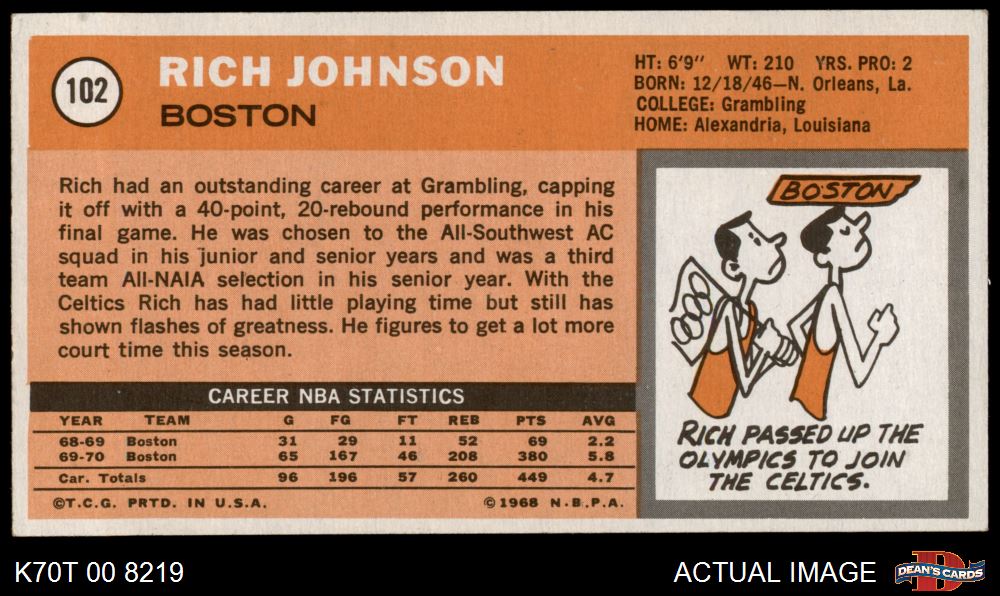 102
RICH JOHNSON
BOSTON
HT: 6'9" WT: 210 YRS. PRO: 2
BORN: 12/18/46—N. Orleans, La.
COLLEGE: Grambling
HOME: Alexandria, Louisiana
Rich had an outstanding career at Grambling, capping
it off with a 40-point, 20-rebound performance in his
final game. He was chosen to the All-Southwest AC
squad in his junior and senior years and was a third
team All-NAIA selection in his senior year. With the
Celtics Rich has had little playing time but still has
shown flashes of greatness. He figures to get a lot more
court time this season.
CAREER NBA STATISTICS
YEAR TEAM G FG FT REB PTS AVG
68-69 Boston 31 29 11 52 69 2.2
69-70 Boston 65 167 46 208 380 5.8
Car. Totals 96 196 57 260 449 4.7
©T.C.G. PRTD. IN U.S.A. ©1968 N.B.P.A.
BOSTON
RICH PASSED UP THE
OLYMPICS TO JOIN
THE CELTICS.
K70T 00 8219
ACTUAL IMAGE
DEAN'S CARDS